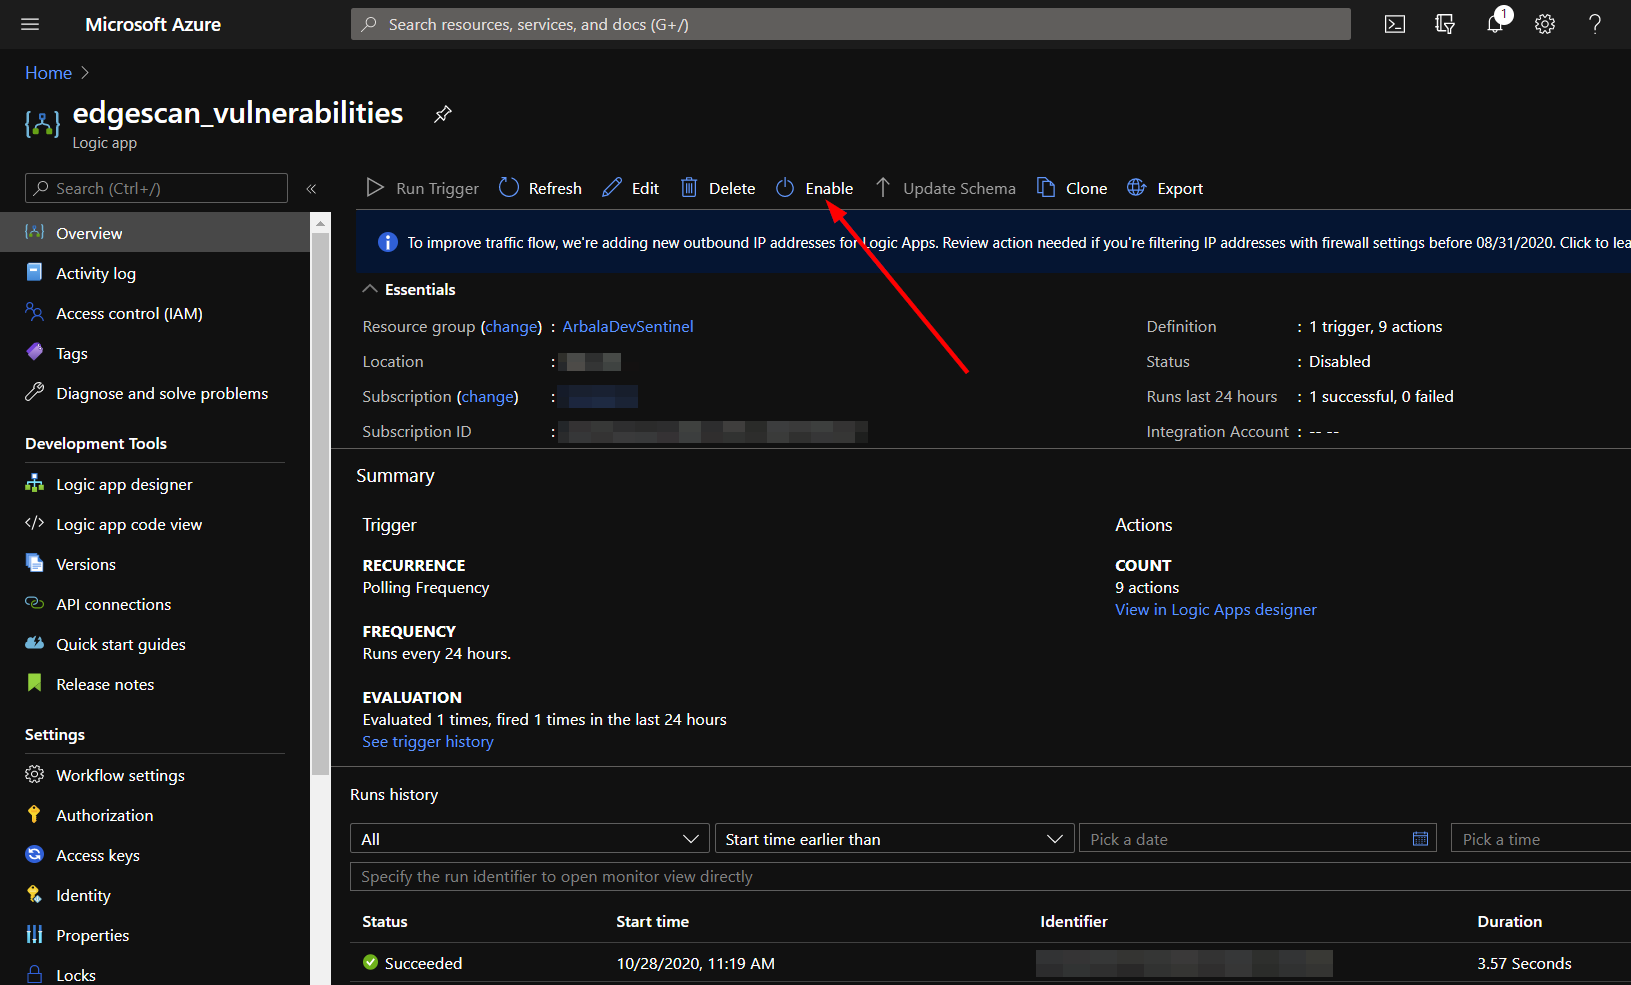 Microsoft Azure
Search resources, services, and docs (G+/)
1
Home
edgescan_vulnerabilities
Logic app
Search (Ctrl+/)
Run Trigger Refresh Edit Delete Enable Update Schema Clone Export
To improve traffic flow, we're adding new outbound IP addresses for Logic Apps. Review action needed if you're filtering IP addresses with firewall settings before 08/31/2020. Click to lea
Overview
Activity log
Access control (IAM)
Tags
Diagnose and solve problems
Development Tools
Logic app designer
Logic app code view
Versions
API connections
Quick start guides
Release notes
Settings
Workflow settings
Authorization
Access keys
Identity
Properties
Locks
Essentials
Resource group (change) : ArbalaDevSentinel
Location :
Subscription (change) :
Subscription ID :
Definition : 1 trigger, 9 actions
Status : Disabled
Runs last 24 hours : 1 successful, 0 failed
Integration Account : -- --
Summary
Trigger
RECURRENCE
Polling Frequency
FREQUENCY
Runs every 24 hours.
EVALUATION
Evaluated 1 times, fired 1 times in the last 24 hours
See trigger history
Actions
COUNT
9 actions
View in Logic Apps designer
Runs history
All Start time earlier than Pick a date Pick a time
Specify the run identifier to open monitor view directly
Status Start time Identifier Duration
Succeeded 10/28/2020, 11:19 AM 3.57 Seconds